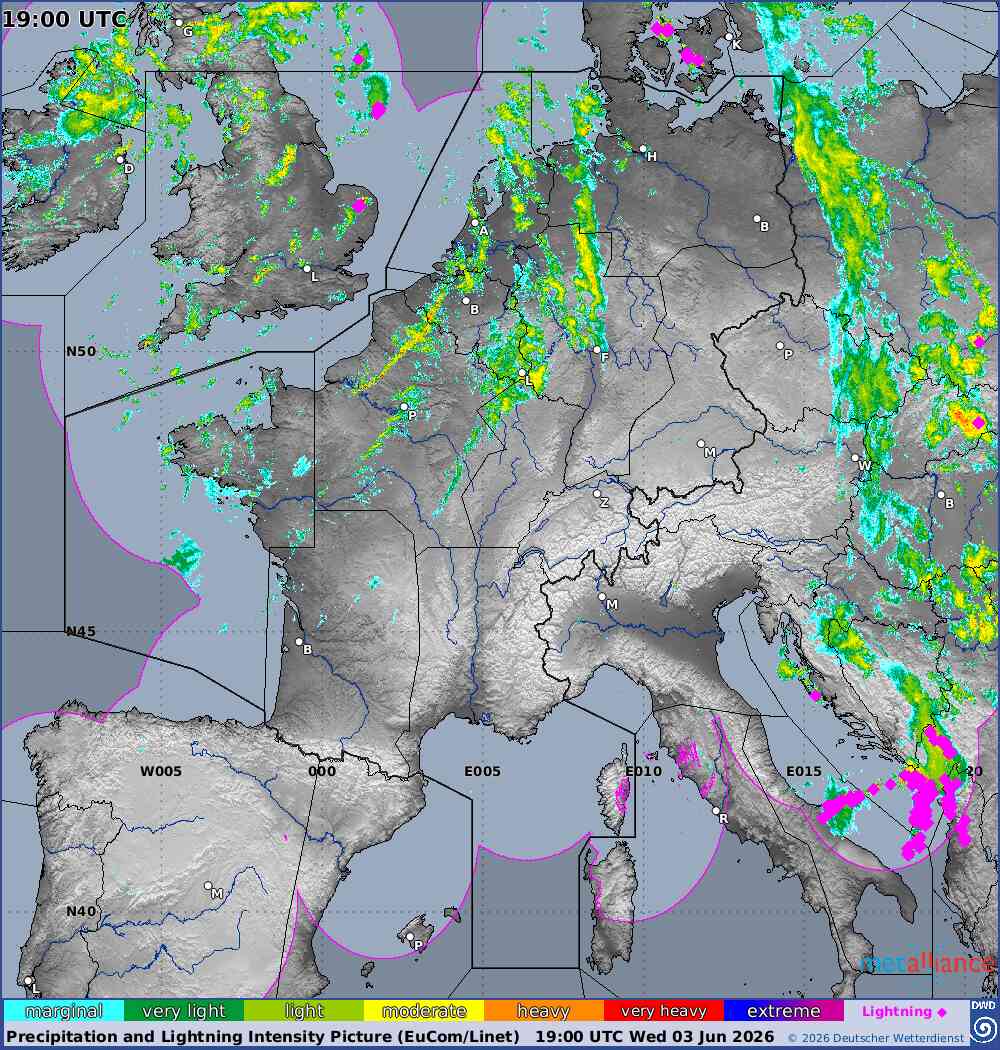 19:00 UTC
G
K
D
H
A
B
L
B
N50
P
F
L
P
M
W
Z
B
M
N45
B
W005
000
E005
E010
E015
20
R
M
N40
P
L
metalliance
marginal
very light
light
moderate
heavy
very heavy
extreme
Lightning
DWD
Precipitation and Lightning Intensity Picture (EuCom/Linet) 19:00 UTC Wed 03 Jun 2026 © 2026 Deutscher Wetterdienst